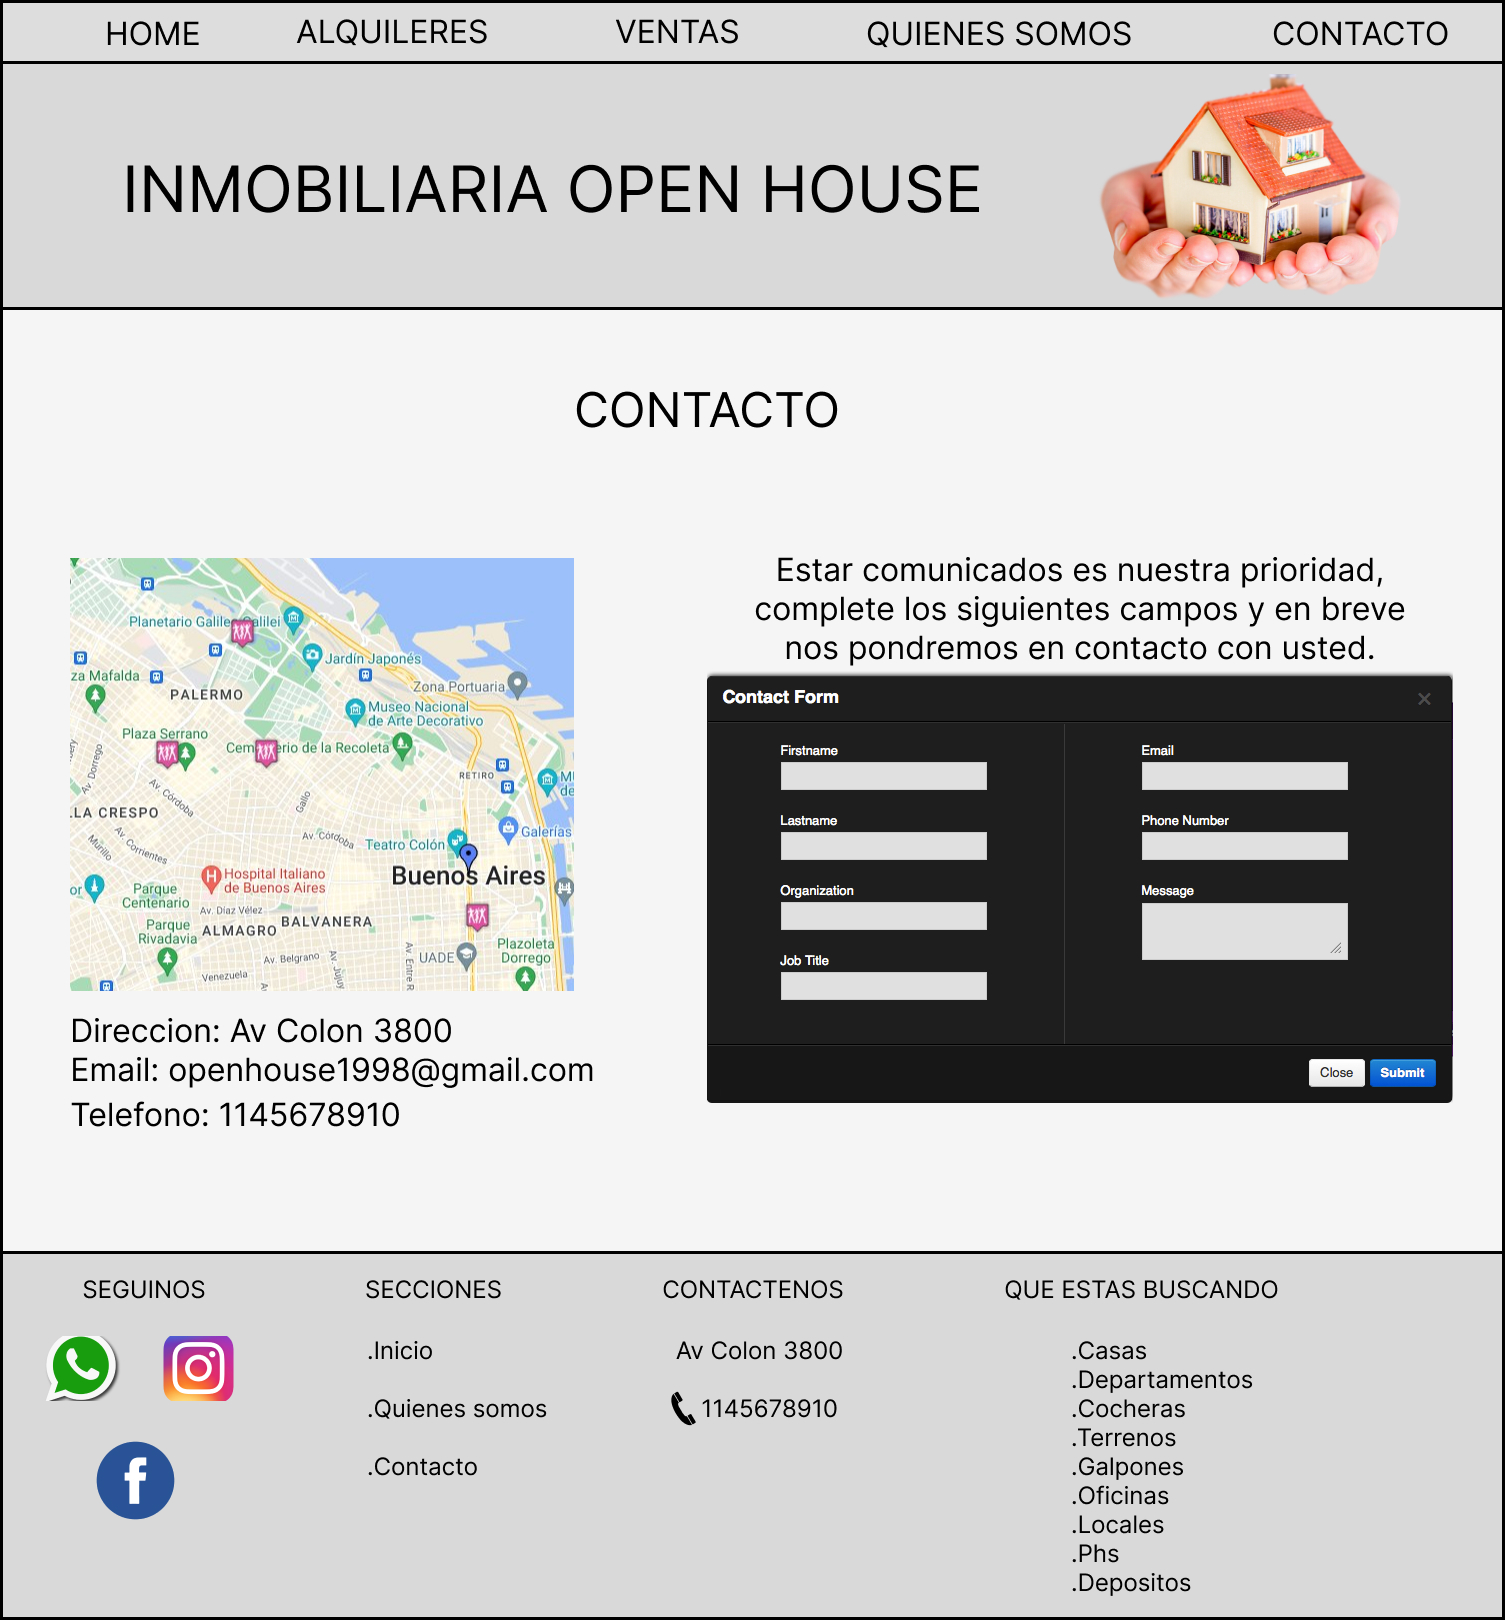 HOME ALQUILERES VENTAS QUIENES SOMOS CONTACTO
INMOBILIARIA OPEN HOUSE
CONTACTO
Planetario Galileo Galilei
Jardín Japonés
za Mafalda
PALERMO
Zona Portuaria
Museo Nacional
de Arte Decorativo
Plaza Serrano
Cementerio de la Recoleta
RETIRO
Av. Dorrego
Av. Córdoba
Gallo
LLA CRESPO
Av. Corrientes
Murillo
Av. Córdoba
Galerías
Teatro Colón
Buenos Aires
Hospital Italiano
de Buenos Aires
Parque
Centenario
Av. Díaz Vélez
BALVANERA
ALMAGRO
Parque
Rivadavia
Plazoleta
Dorrego
UADE
Av. Belgrano
Av. Jujuy
Av. Entre R
Venezuela
Direccion: Av Colon 3800
Email: openhouse1998@gmail.com
Telefono: 1145678910
Estar comunicados es nuestra prioridad,
complete los siguientes campos y en breve
nos pondremos en contacto con usted.
Contact Form
Firstname
Lastname
Organization
Job Title
Email
Phone Number
Message
Close Submit
SEGUINOS
SECCIONES
.Inicio
.Quienes somos
.Contacto
CONTACTENOS
Av Colon 3800
1145678910
QUE ESTAS BUSCANDO
.Casas
.Departamentos
.Cocheras
.Terrenos
.Galpones
.Oficinas
.Locales
.Phs
.Depositos